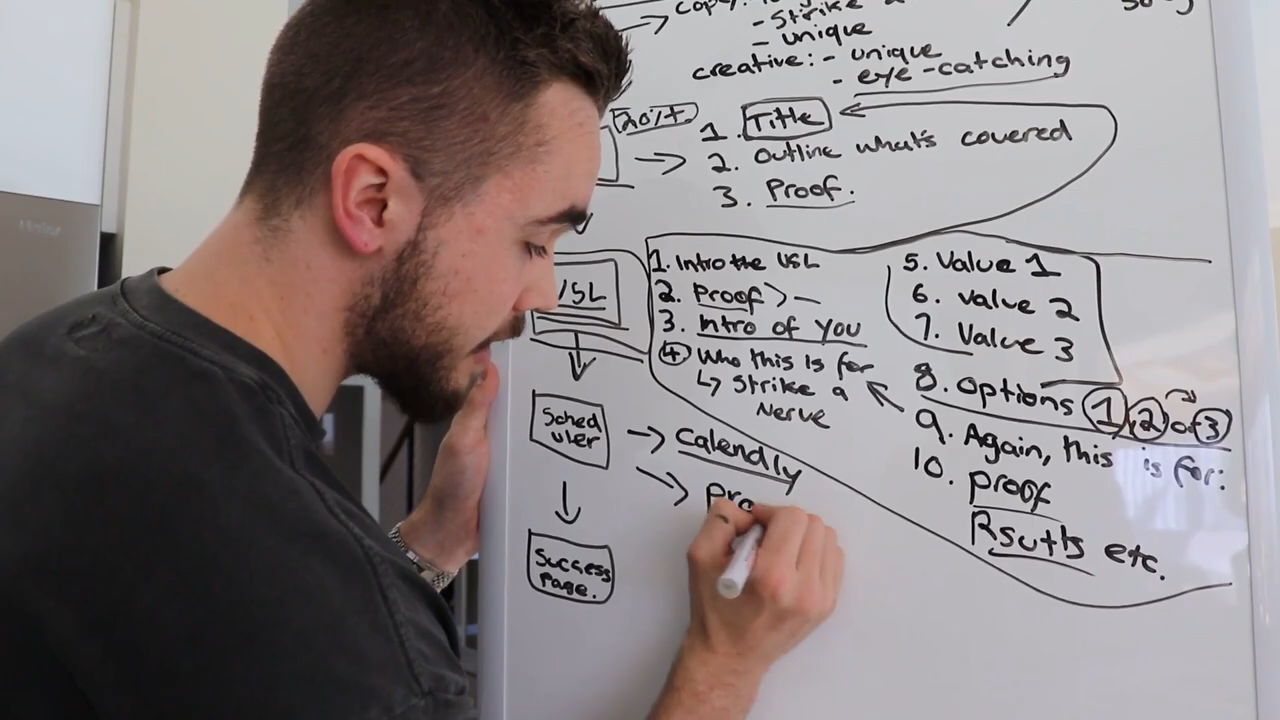 copy:
- strike a
- unique
creative: - unique
- eye-catching
20%+
1. Title
2. Outline what's covered
3. Proof.
VSL
1. Intro the VSL
2. Proof > -
3. Intro of you
4 Who this is for
↳ Strike a
Nerve
5. Value 1
6. Value 2
7. Value 3
8. Options 1, 2 or 3
9. Again, this is for:
10. Proof
Rsults etc.
Sched
uler
→ Calendly
Pro
Success
Page.